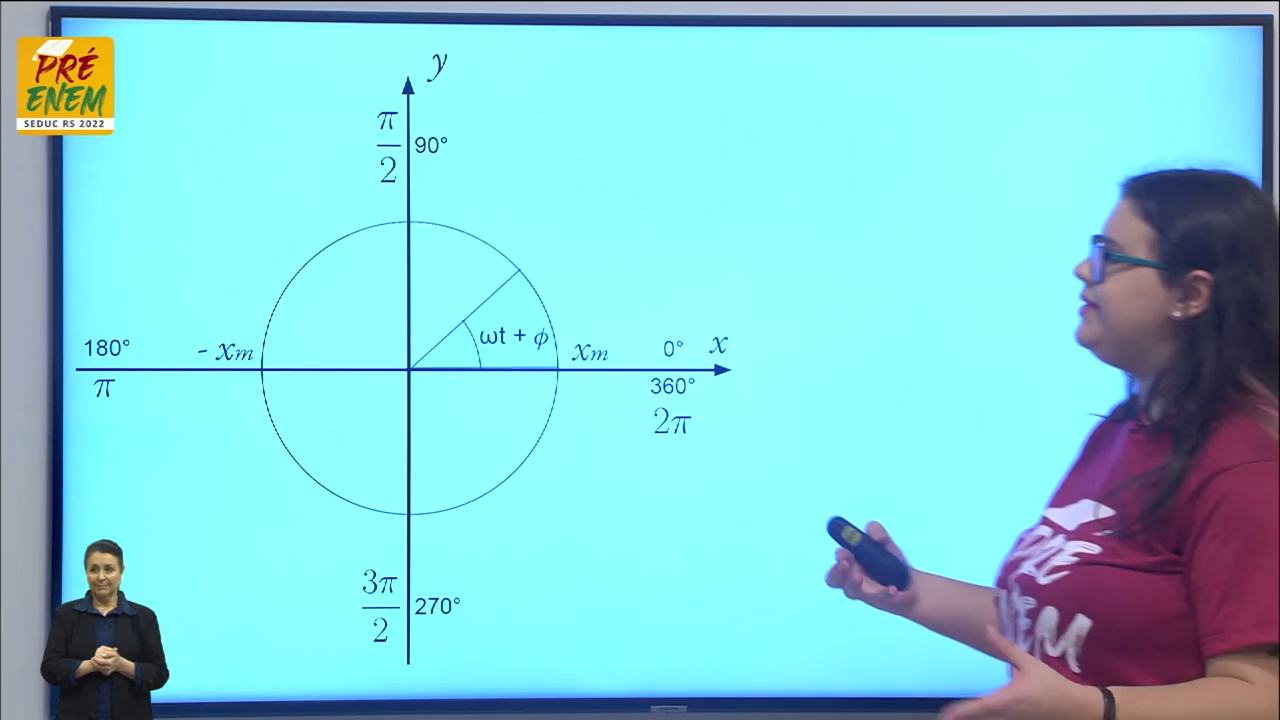 PRÉ
ENEM
SEDUC RS 2022
y
π/2 90°
ωt + ϕ
180° - xm xm 0° x
π 360°
2π
3π/2 270°
PRÉ
ENEM